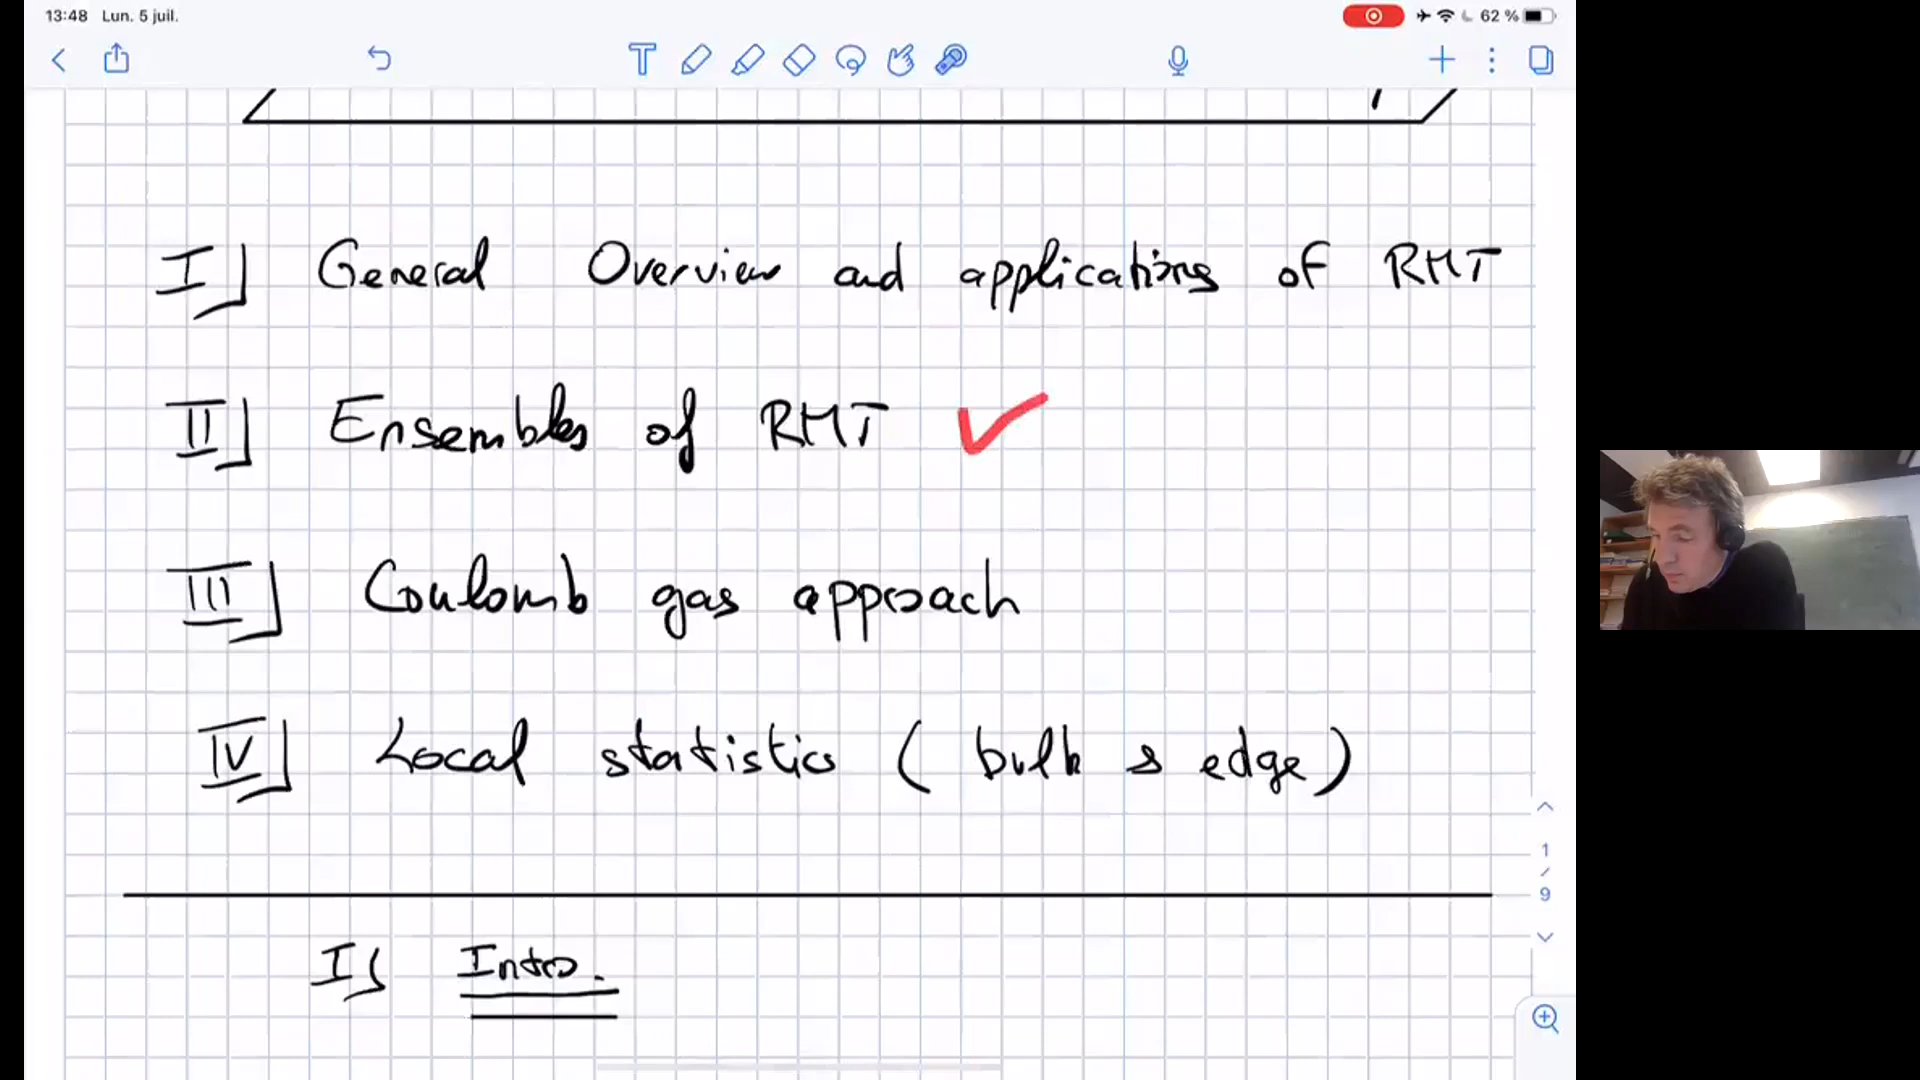 13:48 Lun. 5 juil. 62 %
I] General Overview and applications of RMT
II] Ensembles of RMT
III] Coulomb gas approach
IV] Local statistics (bulk & edge)
1
9
I) Intro.